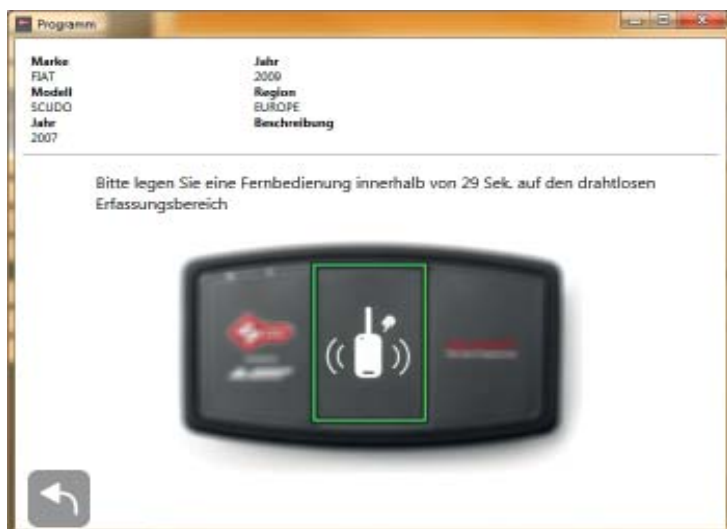 Programm
Marke
FIAT
Modell
SCUDO
Jahr
2007
Jahr
2009
Region
EUROPE
Beschreibung
Bitte legen Sie eine Fernbedienung innerhalb von 29 Sek. auf den drahtlosen
Erfassungsbereich